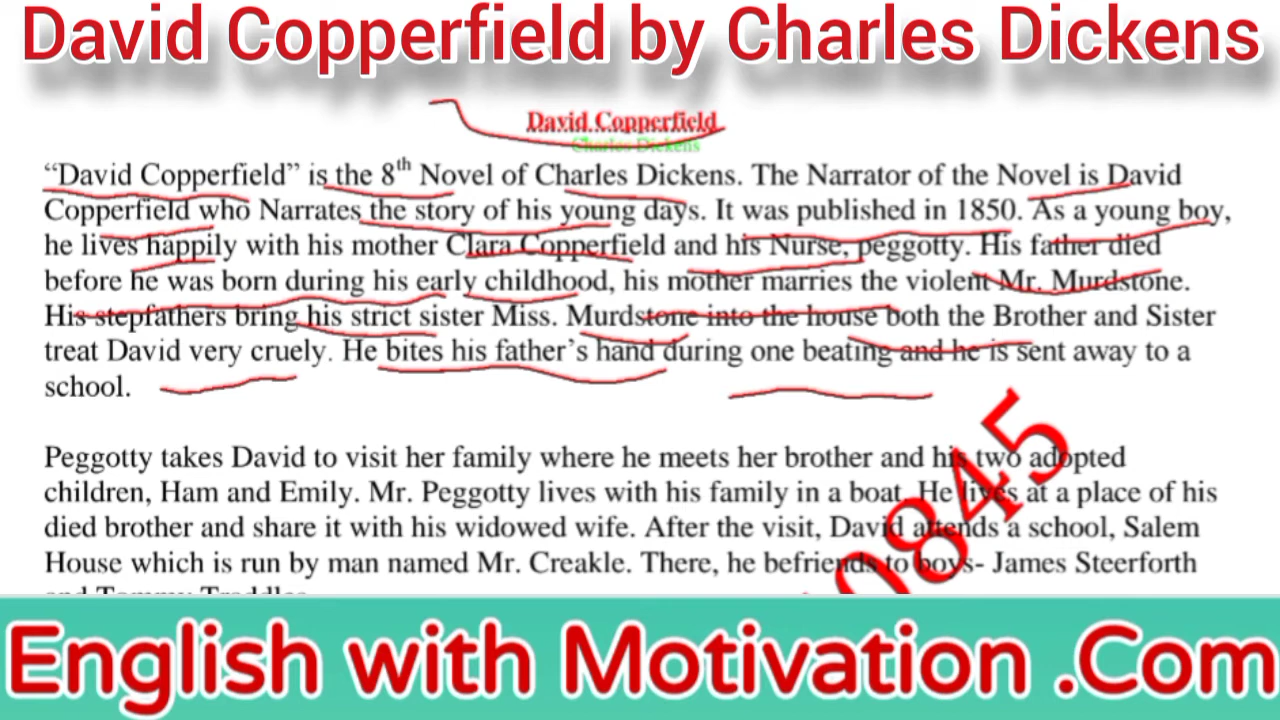 David Copperfield by Charles Dickens
David Copperfield
Charles Dickens
“David Copperfield” is the 8th Novel of Charles Dickens. The Narrator of the Novel is David
Copperfield who Narrates the story of his young days. It was published in 1850. As a young boy,
he lives happily with his mother Clara Copperfield and his Nurse, peggotty. His father died
before he was born during his early childhood, his mother marries the violent Mr. Murdstone.
His stepfathers bring his strict sister Miss. Murdstone into the house both the Brother and Sister
treat David very cruely. He bites his father’s hand during one beating and he is sent away to a
school.
Peggotty takes David to visit her family where he meets her brother and his two adopted
children, Ham and Emily. Mr. Peggotty lives with his family in a boat. He lives at a place of his
died brother and share it with his widowed wife. After the visit, David attends a school, Salem
House which is run by man named Mr. Creakle. There, he befriends to boys- James Steerforth
and Tommy Traddles
0845
English with Motivation .Com